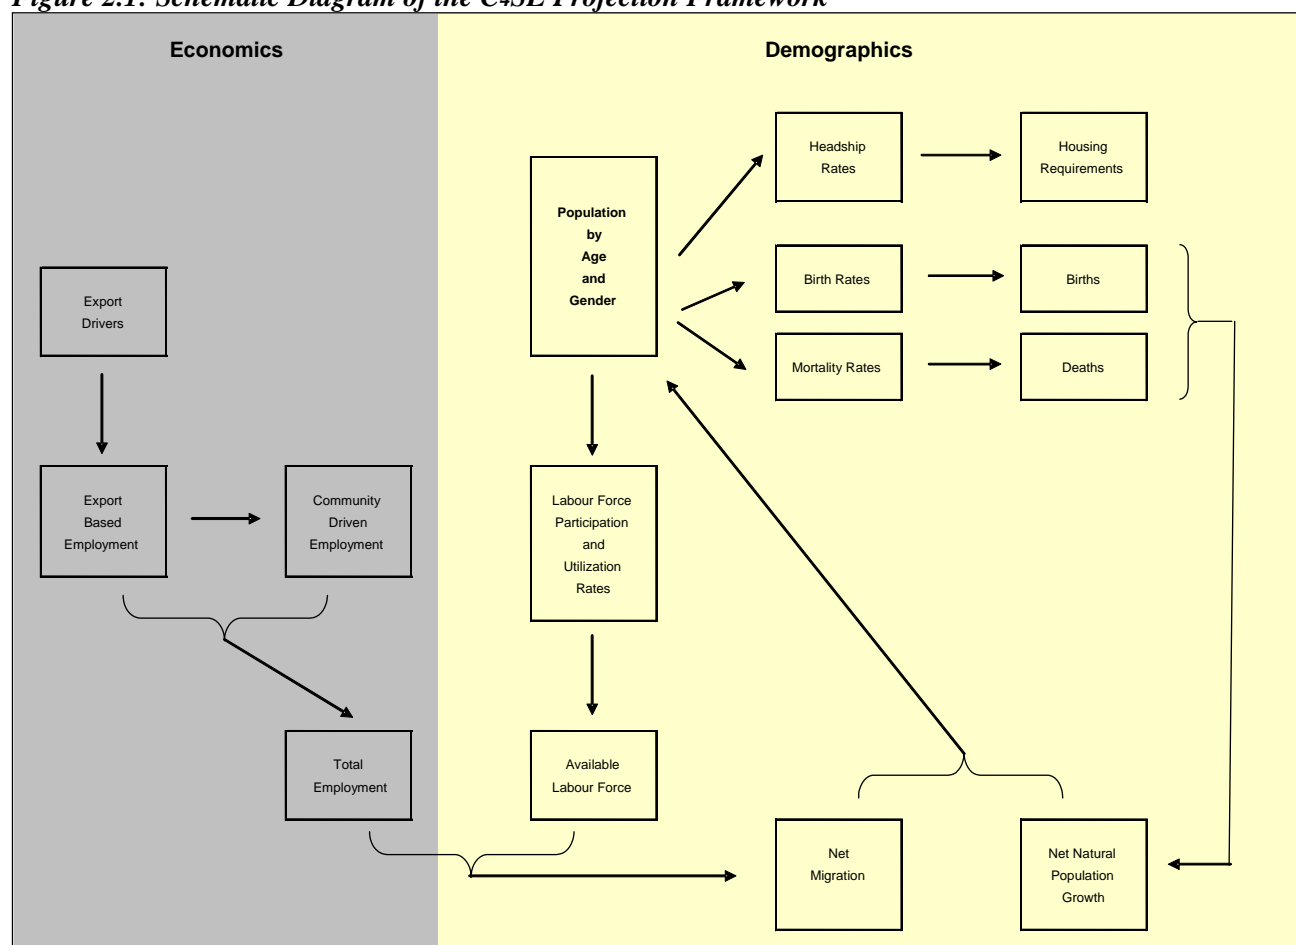 Figure 2.1: Schematic Diagram of the C4SE Projection Framework
Economics
Demographics
Headship
Rates
Housing
Requirements
Population
by
Age
and
Gender
Birth Rates
Births
Export
Drivers
Mortality Rates
Deaths
Export
Based
Employment
Community
Driven
Employment
Labour Force
Participation
and
Utilization
Rates
Total
Employment
Available
Labour Force
Net
Migration
Net Natural
Population
Growth